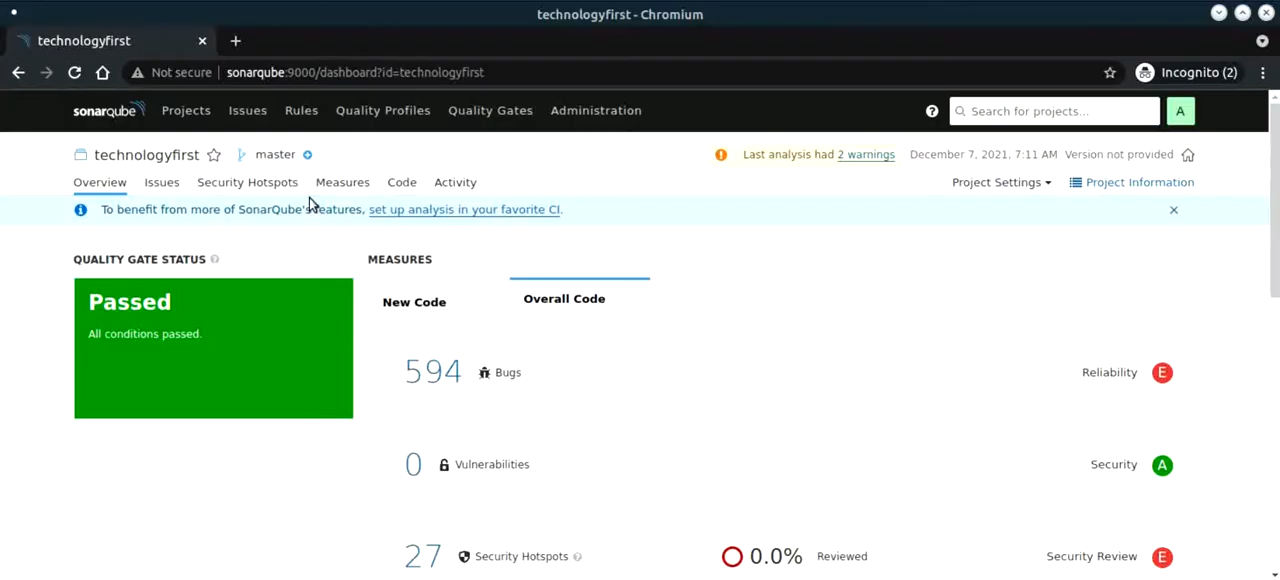 technologyfirst - Chromium
technologyfirst
Not secure sonarqube:9000/dashboard?id=technologyfirst Incognito (2)
sonarqube Projects Issues Rules Quality Profiles Quality Gates Administration Search for projects... A
technologyfirst master Last analysis had 2 warnings December 7, 2021, 7:11 AM Version not provided
Overview Issues Security Hotspots Measures Code Activity Project Settings Project Information
To benefit from more of SonarQube's features, set up analysis in your favorite CI.
QUALITY GATE STATUS MEASURES
Passed
All conditions passed.
New Code Overall Code
594 Bugs Reliability E
0 Vulnerabilities Security A
27 Security Hotspots 0.0% Reviewed Security Review E